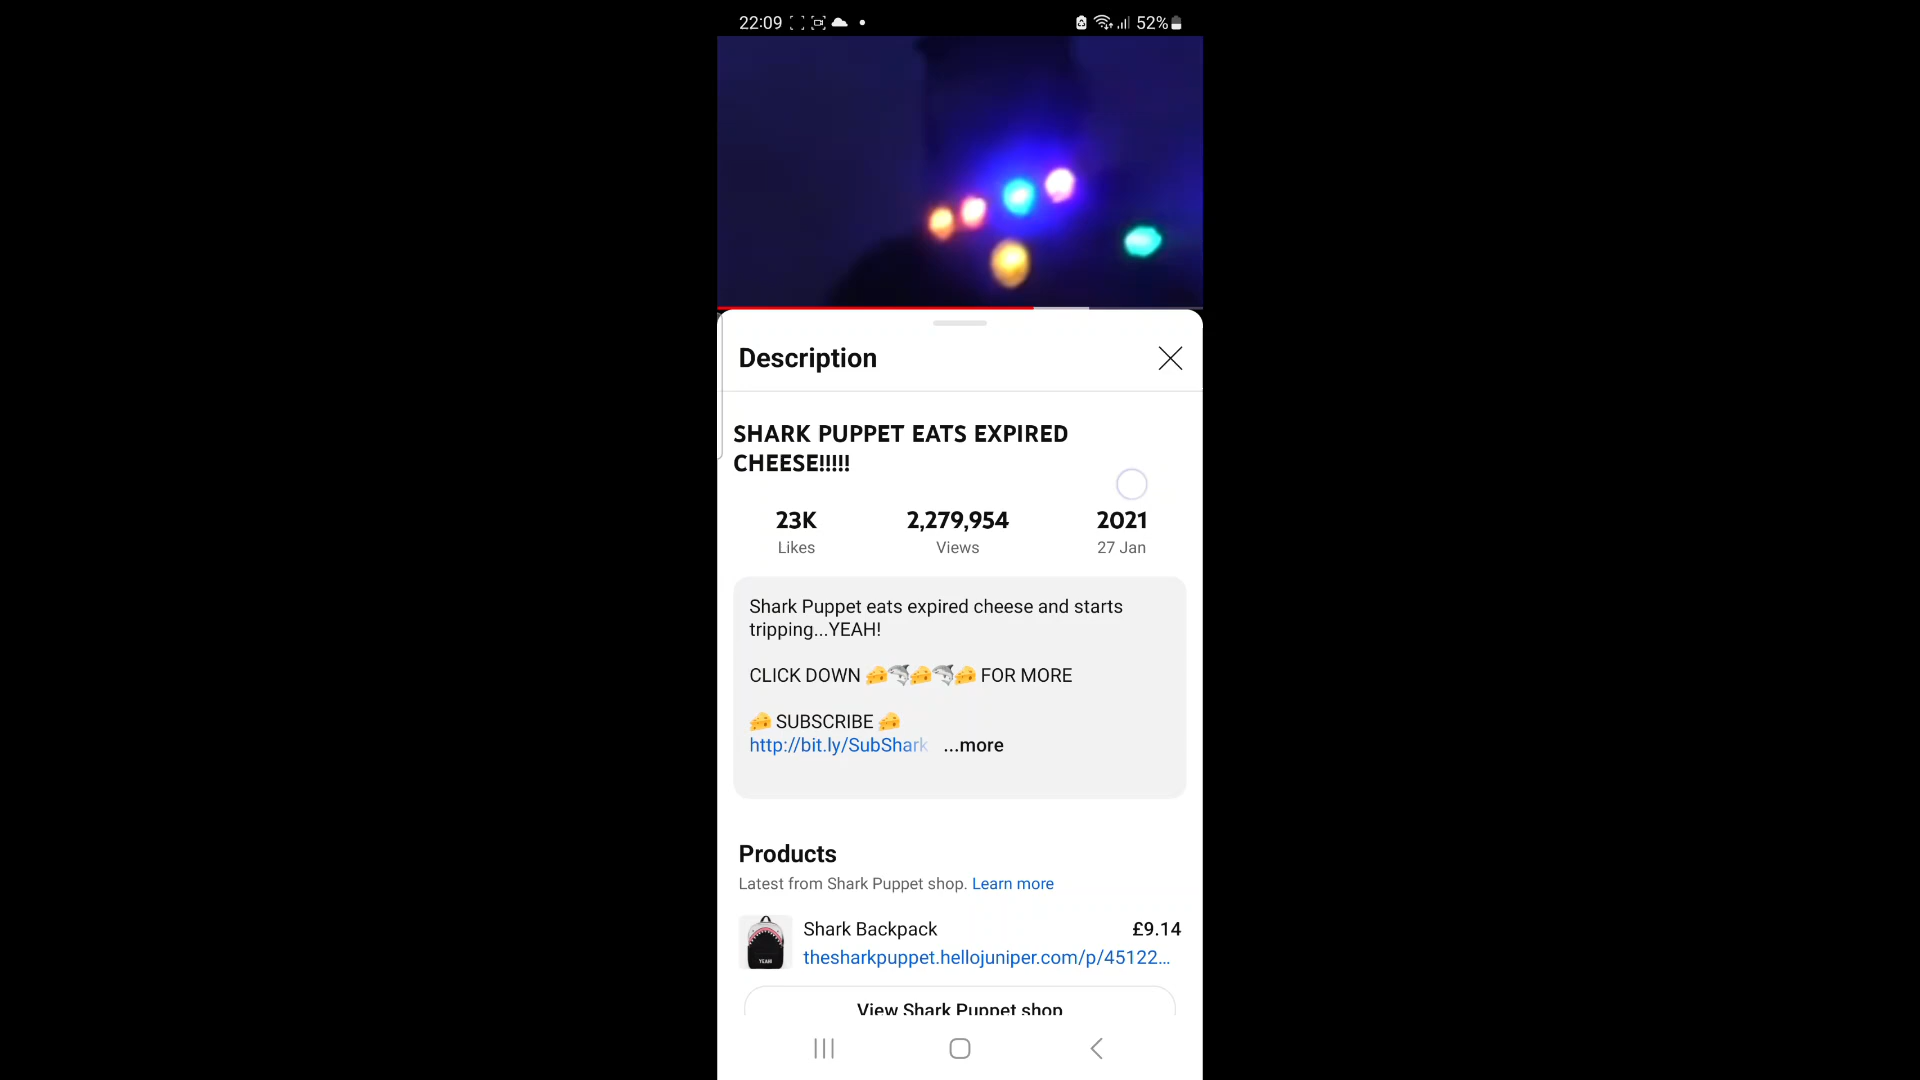 22:09 52%
Description
SHARK PUPPET EATS EXPIRED
CHEESE!!!!!
23K 2,279,954 2021
Likes Views 27 Jan
Shark Puppet eats expired cheese and starts
tripping...YEAH!
CLICK DOWN 🧀🦈🧀🦈🧀 FOR MORE
🧀 SUBSCRIBE 🧀
http://bit.ly/SubShark ...more
Products
Latest from Shark Puppet shop. Learn more
Shark Backpack £9.14
YEAH!
thesharkpuppet.hellojuniper.com/p/45122...
View Shark Puppet shop